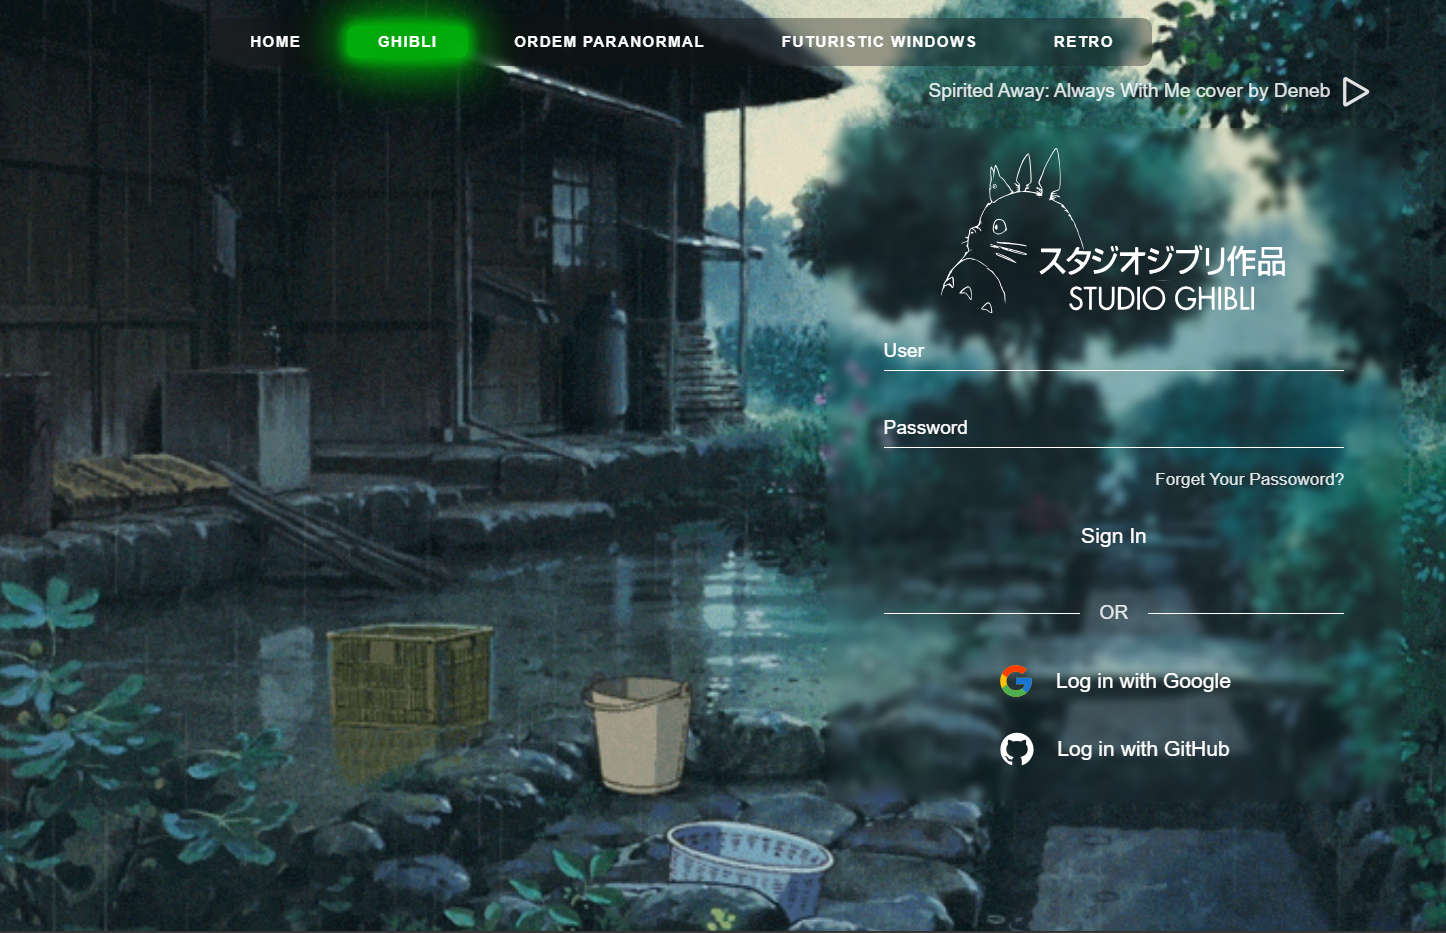 HOME GHIBLI ORDEM PARANORMAL FUTURISTIC WINDOWS RETRO
Spirited Away: Always With Me cover by Deneb
スタジオジブリ作品
STUDIO GHIBLI
User
Password
Forget Your Passoword?
Sign In
OR
Log in with Google
Log in with GitHub